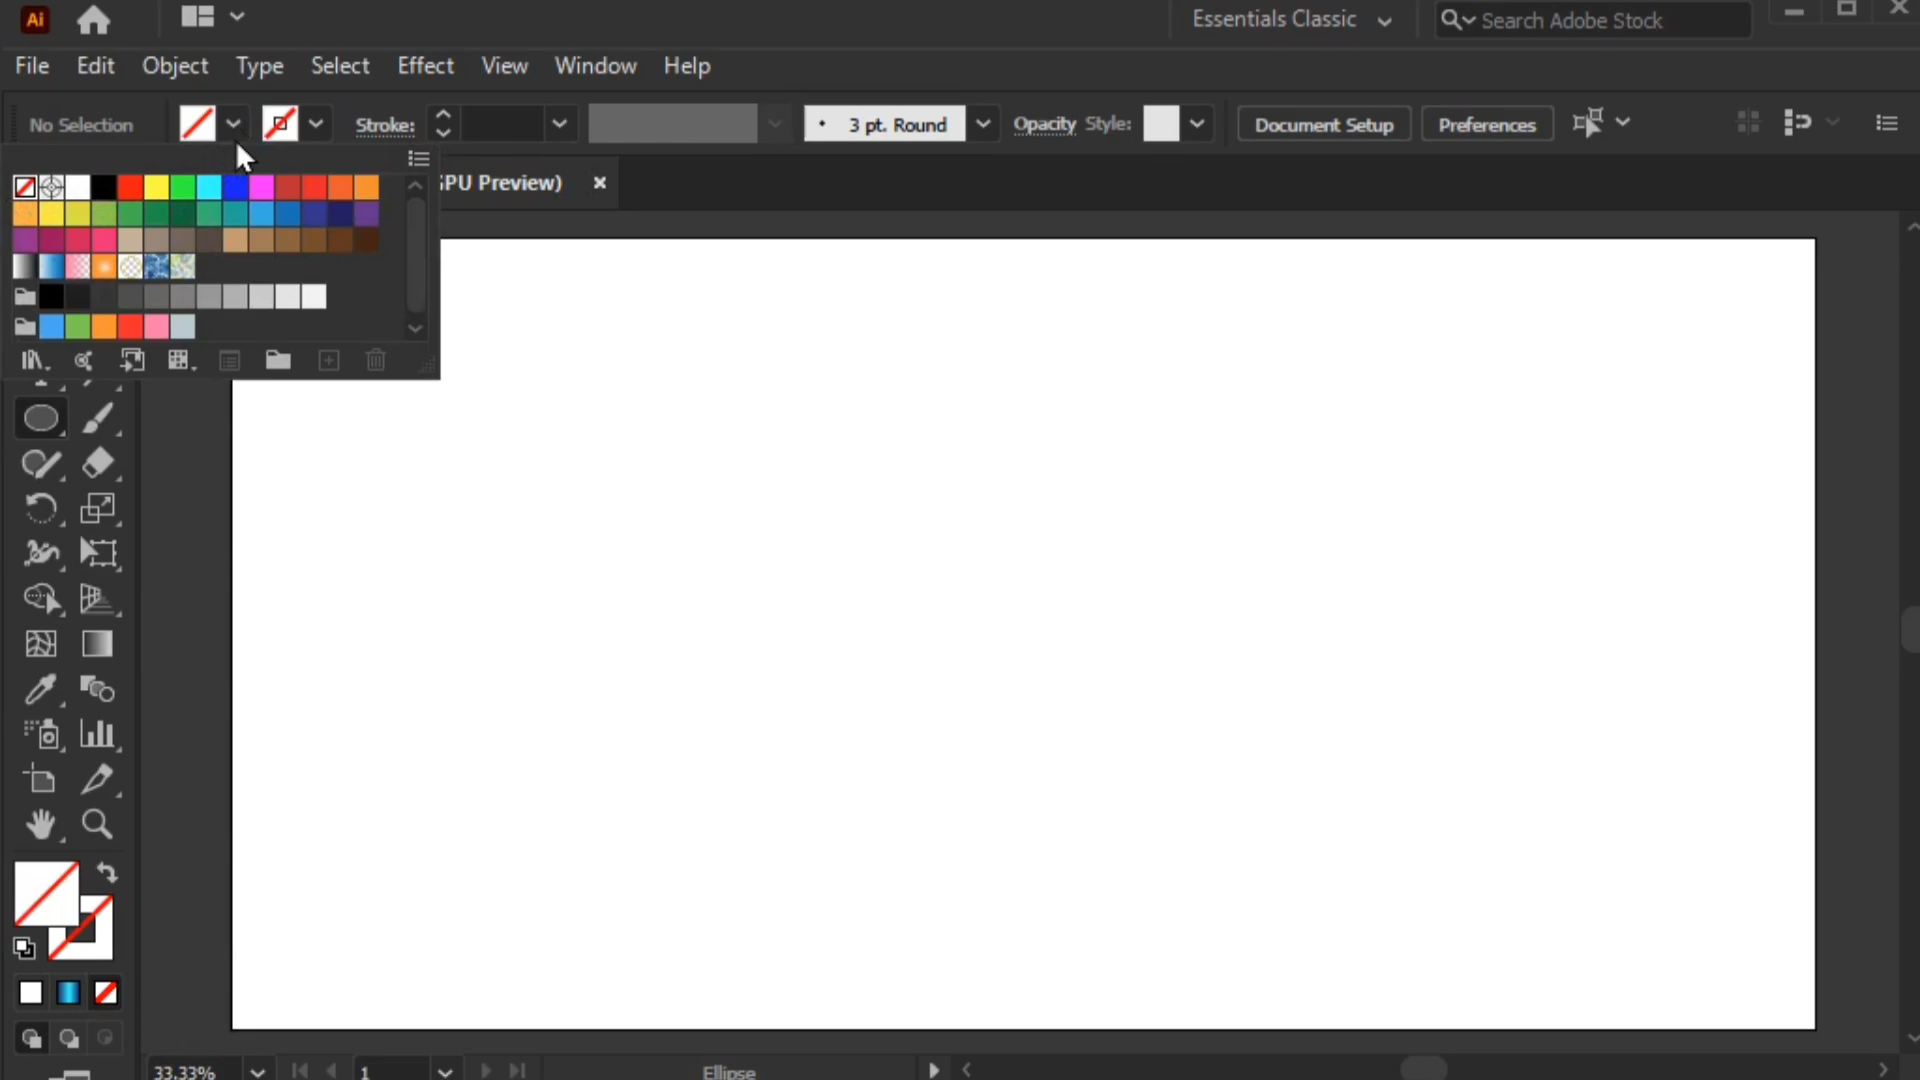 Ai
Essentials Classic
Search Adobe Stock
File Edit Object Type Select Effect View Window Help
No Selection
Stroke:
3 pt. Round
Opacity
Style:
Document Setup
Preferences
GPU Preview)
33.33%
1
Ellipse